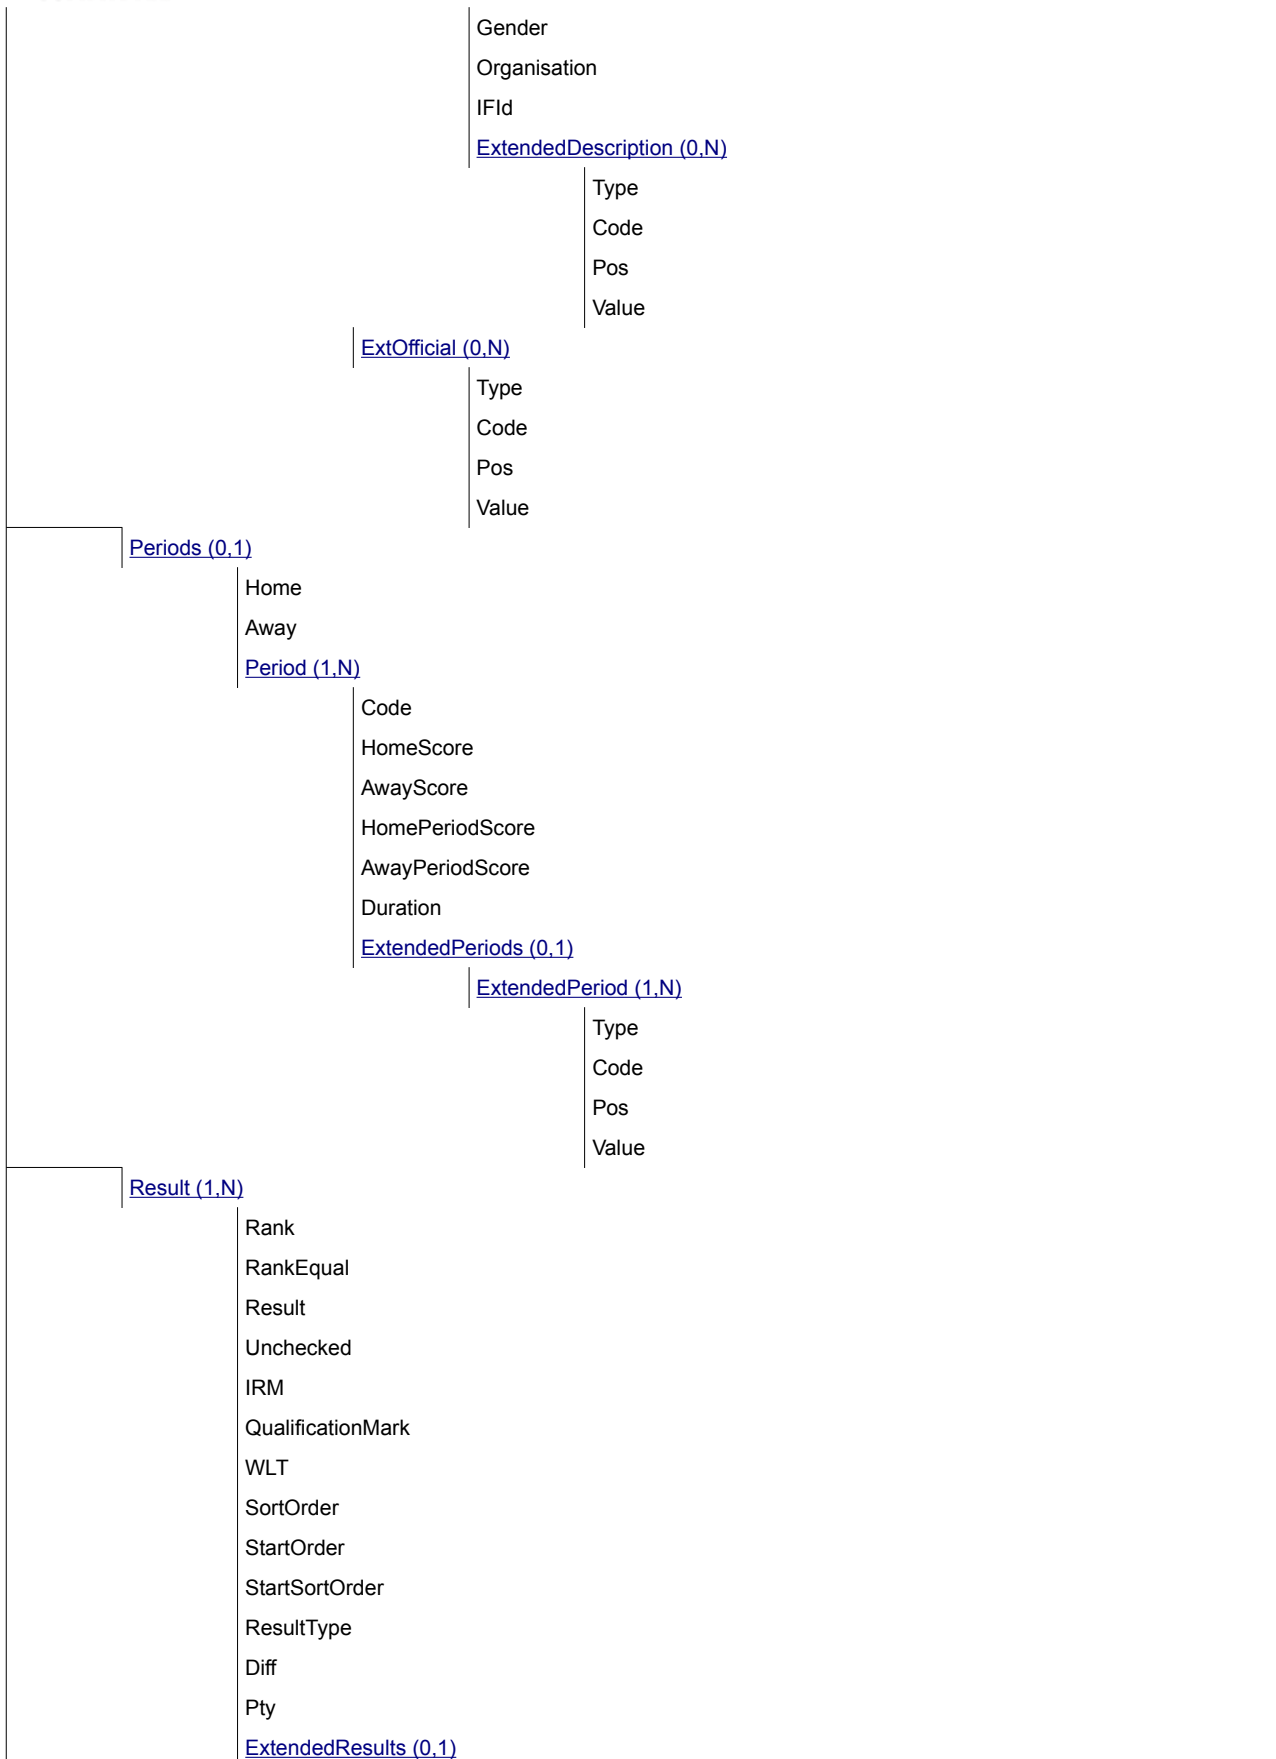 Gender
Organisation
IFId
ExtendedDescription (0,N)
Type
Code
Pos
Value
ExtOfficial (0,N)
Type
Code
Pos
Value
Periods (0,1)
Home
Away
Period (1,N)
Code
HomeScore
AwayScore
HomePeriodScore
AwayPeriodScore
Duration
ExtendedPeriods (0,1)
ExtendedPeriod (1,N)
Type
Code
Pos
Value
Result (1,N)
Rank
RankEqual
Result
Unchecked
IRM
QualificationMark
WLT
SortOrder
StartOrder
StartSortOrder
ResultType
Diff
Pty
ExtendedResults (0,1)